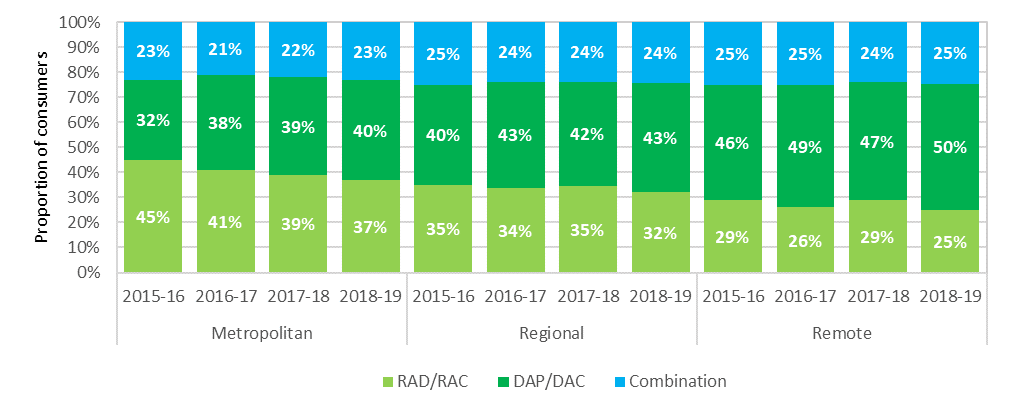 Proportion of consumers
100%
90%
80%
70%
60%
50%
40%
30%
20%
10%
0%
23% 21% 22% 23% 25% 24% 24% 24% 25% 25% 24% 25%
32% 38% 39% 40% 40% 43% 42% 43% 46% 49% 47% 50%
45% 41% 39% 37% 35% 34% 35% 32% 29% 26% 29% 25%
2015-16 2016-17 2017-18 2018-19 2015-16 2016-17 2017-18 2018-19 2015-16 2016-17 2017-18 2018-19
Metropolitan Regional Remote
RAD/RAC DAP/DAC Combination